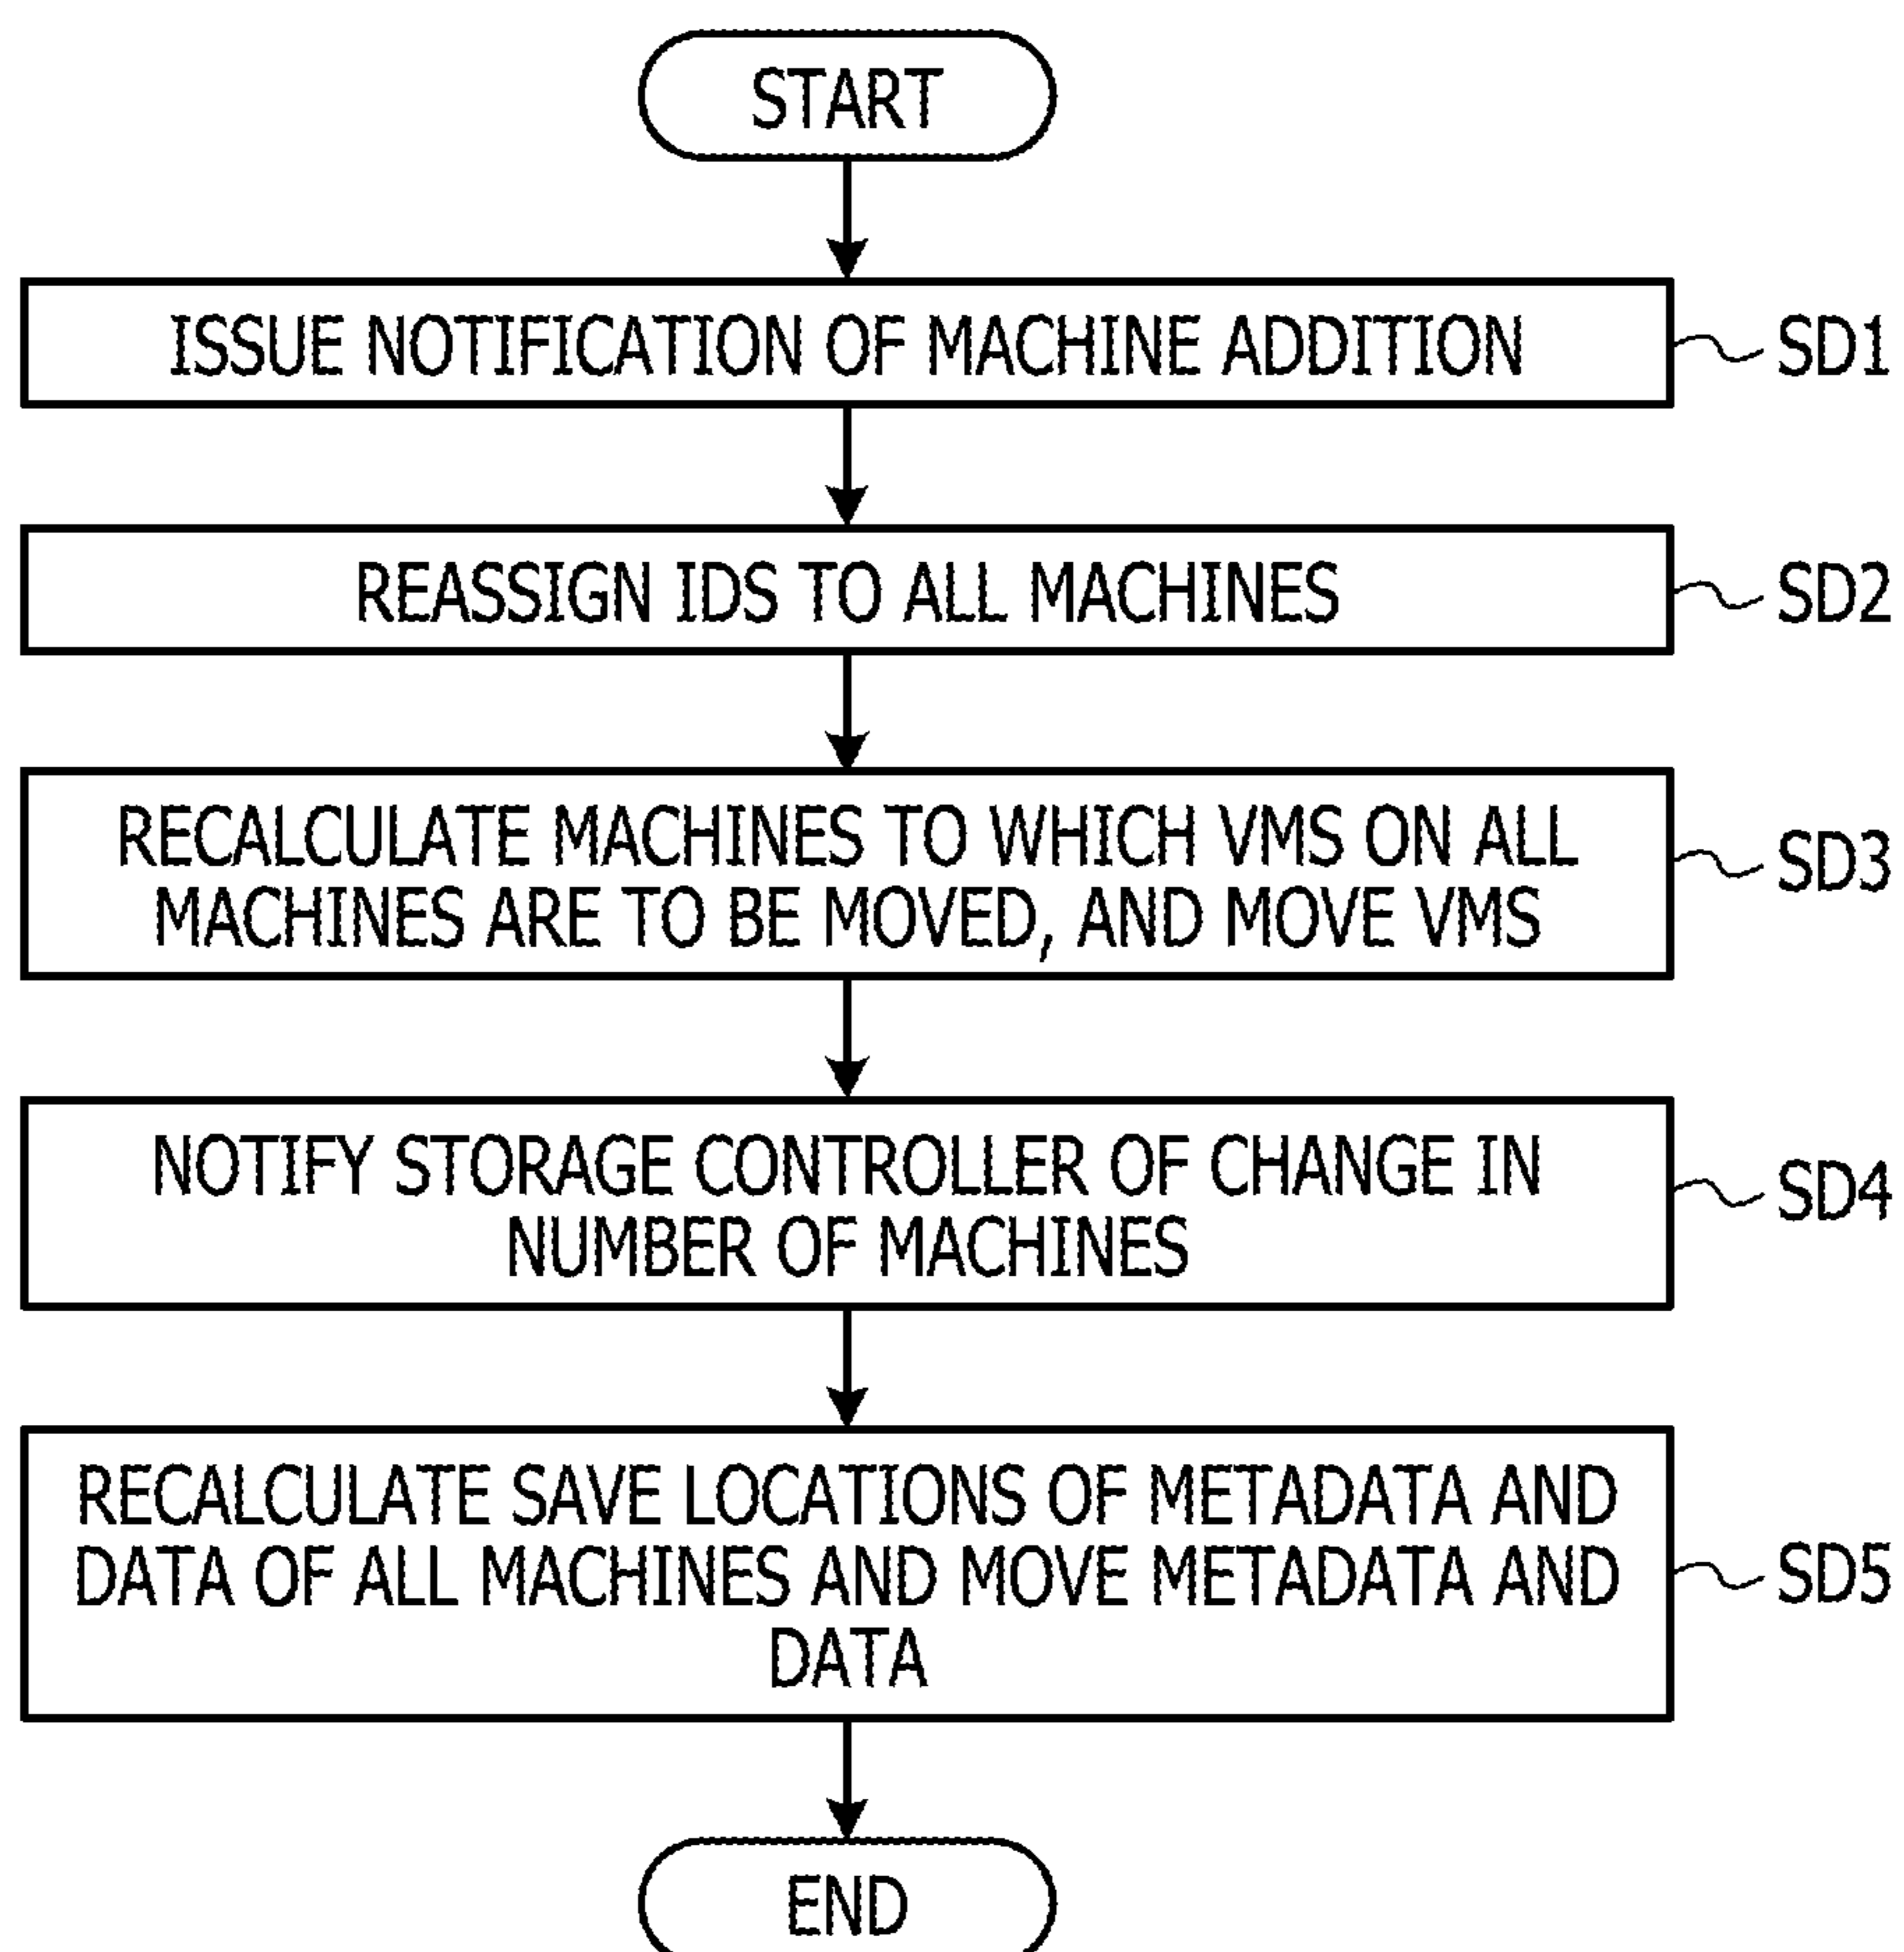 START
ISSUE NOTIFICATION OF MACHINE ADDITION
SD1
REASSIGN IDS TO ALL MACHINES
SD2
RECALCULATE MACHINES TO WHICH VMS ON ALL
MACHINES ARE TO BE MOVED, AND MOVE VMS
SD3
NOTIFY STORAGE CONTROLLER OF CHANGE IN
NUMBER OF MACHINES
SD4
RECALCULATE SAVE LOCATIONS OF METADATA AND
DATA OF ALL MACHINES AND MOVE METADATA AND
DATA
SD5
END